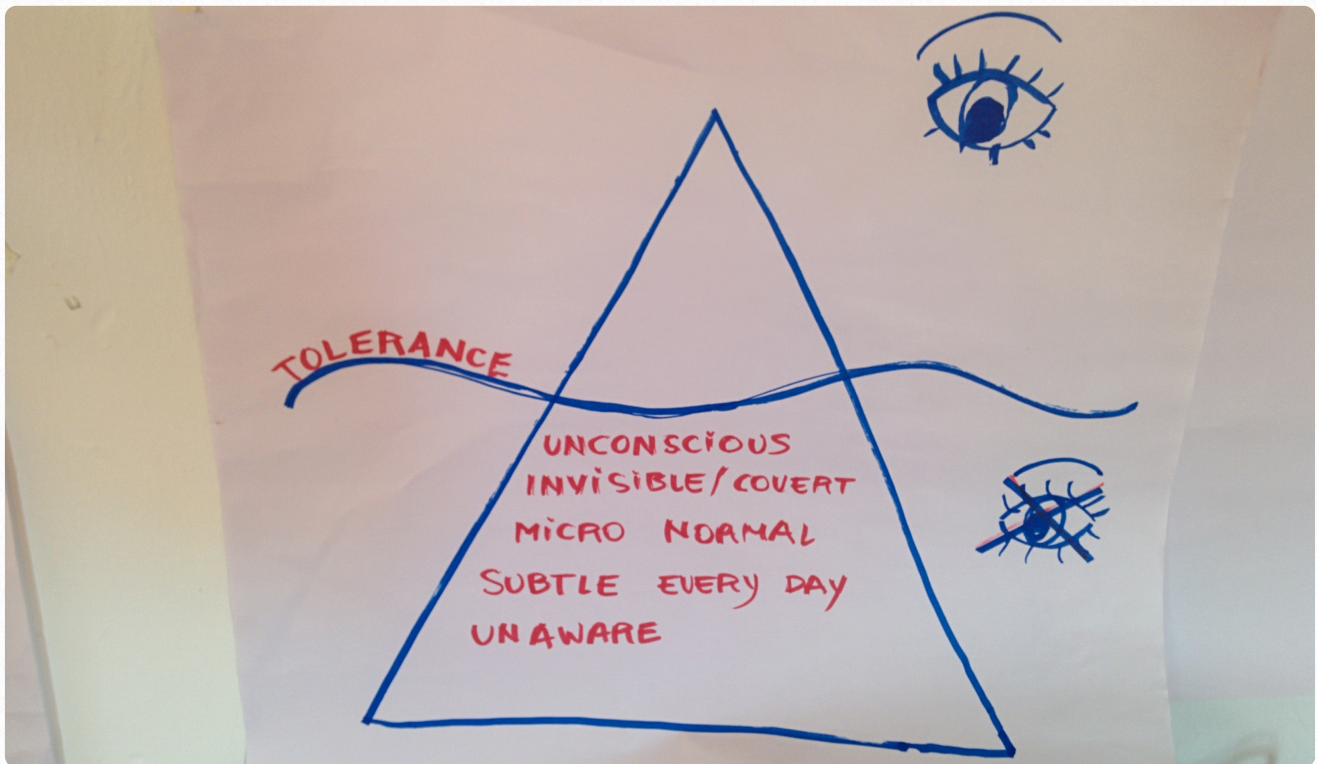 TOLERANCE
UNCONSCIOUS
INVISIBLE/COVERT
MICRO NORMAL
SUBTLE EVERY DAY
UNAWARE